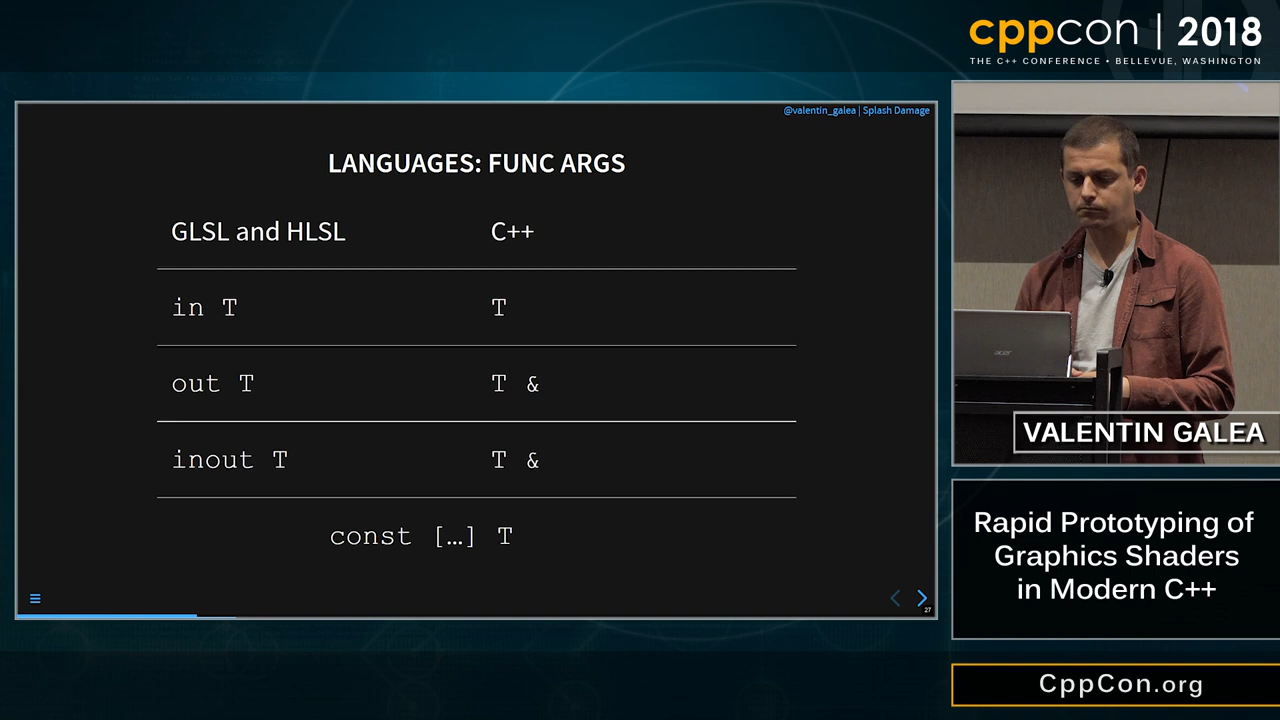 cppcon | 2018
THE C++ CONFERENCE • BELLEVUE, WASHINGTON
@valentin_galea | Splash Damage
LANGUAGES: FUNC ARGS
GLSL and HLSL C++
in T T
out T T &
inout T T &
const […] T
27
acer
VALENTIN GALEA
Rapid Prototyping of
Graphics Shaders
in Modern C++
CppCon.org